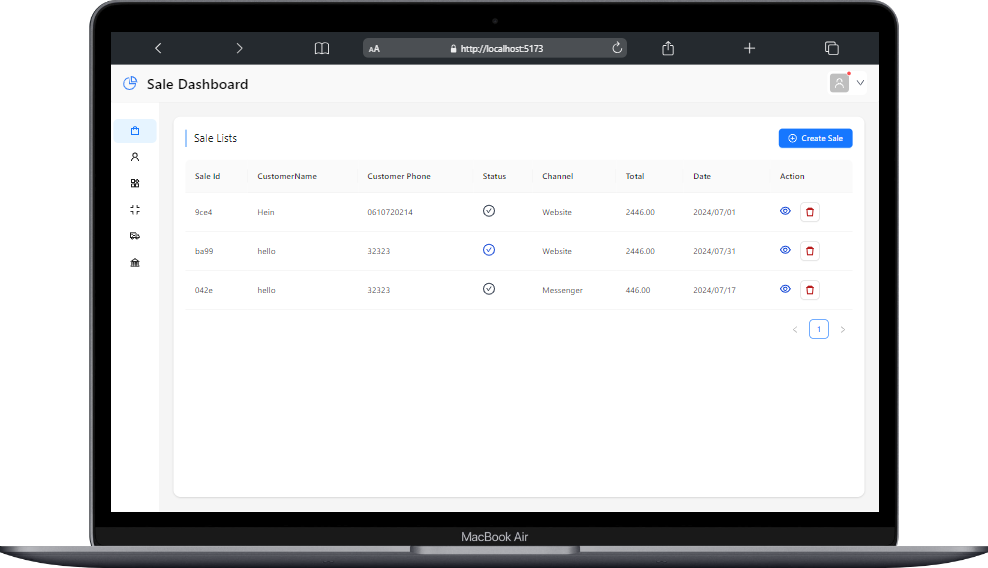 AA http://localhost:5173
Sale Dashboard
Sale Lists Create Sale
Sale Id CustomerName Customer Phone Status Channel Total Date Action
9ce4 Hein 0610720214 Website 2446.00 2024/07/01
ba99 hello 32323 Website 2446.00 2024/07/31
042e hello 32323 Messenger 446.00 2024/07/17
1
MacBook Air